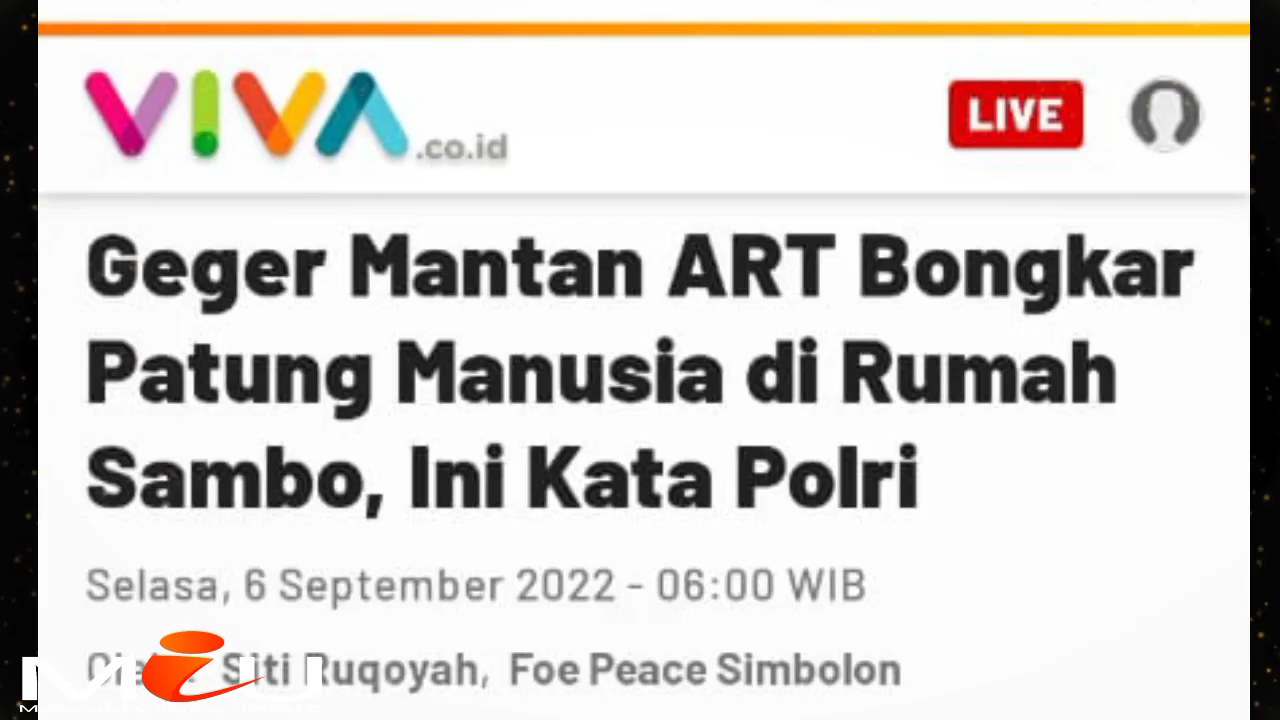 VIVA.co.id
LIVE
Geger Mantan ART Bongkar
Patung Manusia di Rumah
Sambo, Ini Kata Polri
Selasa, 6 September 2022 - 06:00 WIB
Siti Ruqoyah, Foe Peace Simbolon
Miu